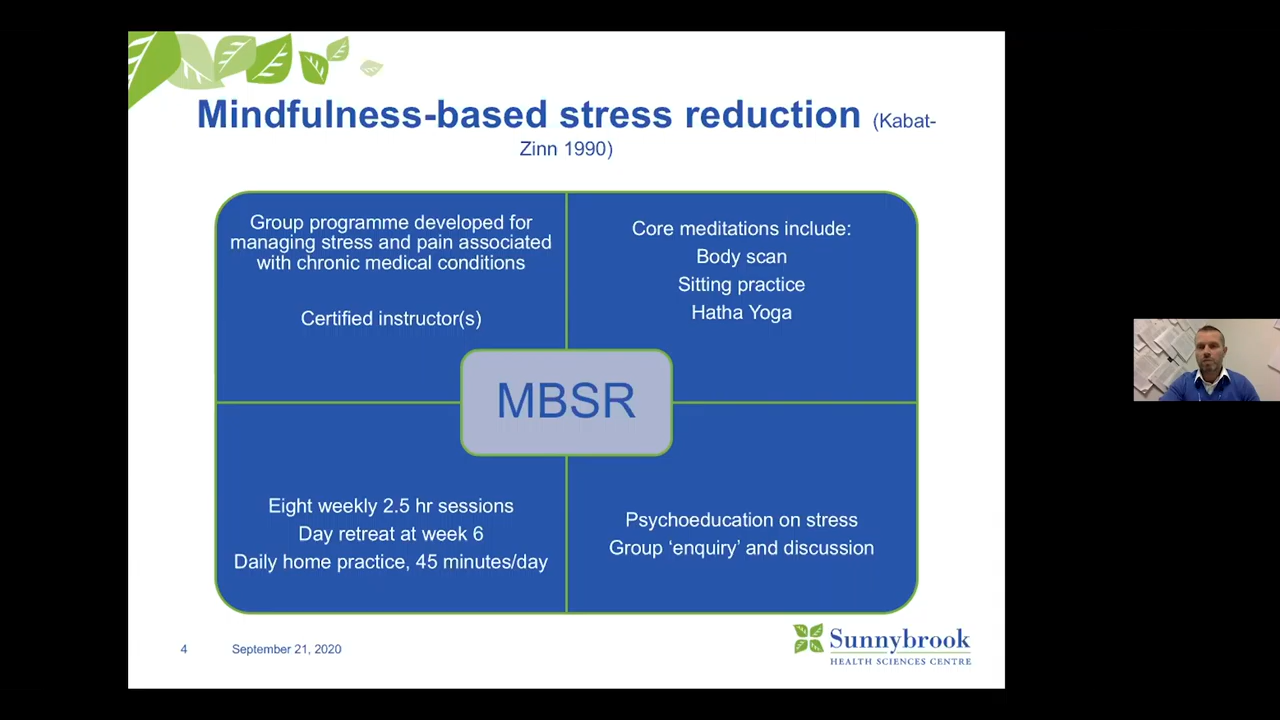 Mindfulness-based stress reduction (Kabat-
Zinn 1990)
Group programme developed for
managing stress and pain associated
with chronic medical conditions
Certified instructor(s)
Core meditations include:
Body scan
Sitting practice
Hatha Yoga
MBSR
Eight weekly 2.5 hr sessions
Day retreat at week 6
Daily home practice, 45 minutes/day
Psychoeducation on stress
Group ‘enquiry’ and discussion
4 September 21, 2020
Sunnybrook
HEALTH SCIENCES CENTRE